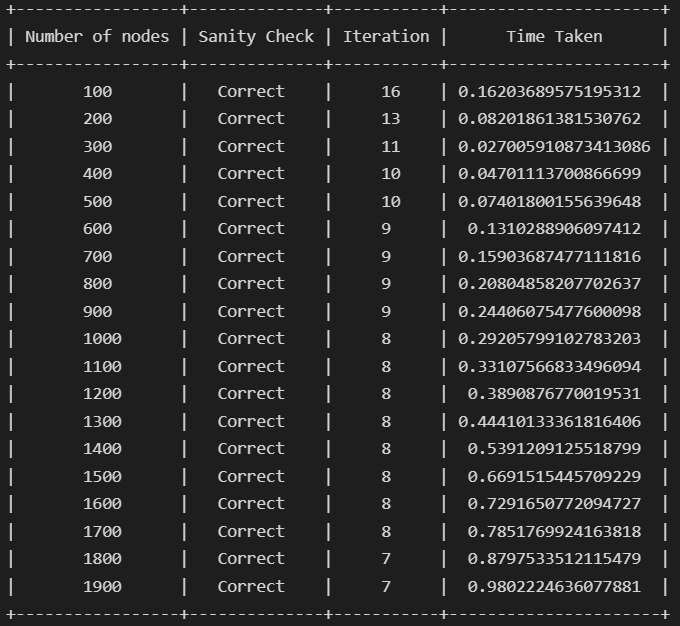 +-----------------+--------------+-----------+----------------------+
| Number of nodes | Sanity Check | Iteration |      Time Taken      |
+-----------------+--------------+-----------+----------------------+
|       100       |   Correct    |     16    | 0.16203689575195312  |
|       200       |   Correct    |     13    | 0.08201861381530762  |
|       300       |   Correct    |     11    | 0.027005910873413086 |
|       400       |   Correct    |     10    | 0.04701113700866699  |
|       500       |   Correct    |     10    | 0.07401800155639648  |
|       600       |   Correct    |     9     |  0.1310288906097412  |
|       700       |   Correct    |     9     | 0.15903687477111816  |
|       800       |   Correct    |     9     | 0.20804858207702637  |
|       900       |   Correct    |     9     | 0.24406075477600098  |
|       1000      |   Correct    |     8     | 0.29205799102783203  |
|       1100      |   Correct    |     8     | 0.33107566833496094  |
|       1200      |   Correct    |     8     |  0.3890876770019531  |
|       1300      |   Correct    |     8     | 0.44410133361816406  |
|       1400      |   Correct    |     8     |  0.5391209125518799  |
|       1500      |   Correct    |     8     |  0.6691515445709229  |
|       1600      |   Correct    |     8     |  0.7291650772094727  |
|       1700      |   Correct    |     8     |  0.7851769924163818  |
|       1800      |   Correct    |     7     |  0.8797533512115479  |
|       1900      |   Correct    |     7     |  0.9802224636077881  |
+-----------------+--------------+-----------+----------------------+